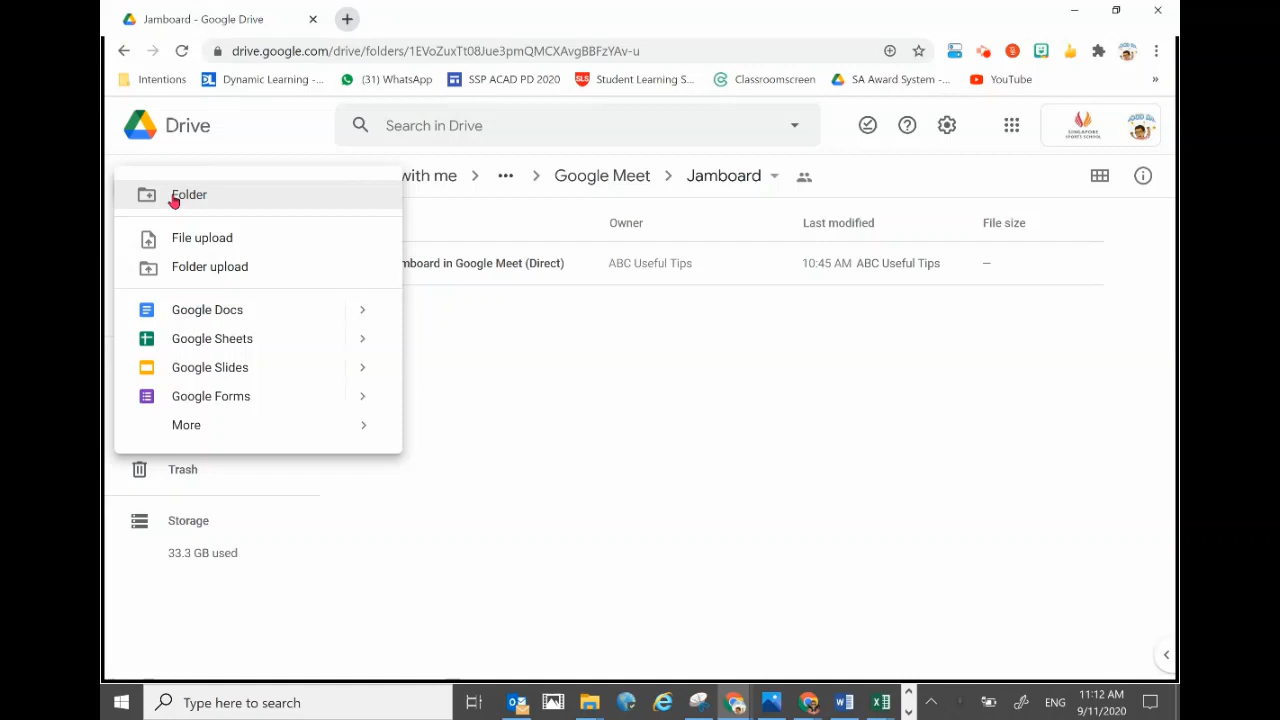 Jamboard - Google Drive
drive.google.com/drive/folders/1EVoZuxTt08Jue3pmQMCXAvgBBFzYAv-u
Intentions
Dynamic Learning -...
(31) WhatsApp
SSP ACAD PD 2020
SLS
Student Learning S...
Classroomscreen
SA Award System -...
YouTube
»
Drive
Search in Drive
SINGAPORE
SPORTS SCHOOL
with me > ... > Google Meet > Jamboard
Folder
Owner
Last modified
File size
File upload
mboard in Google Meet (Direct)
ABC Useful Tips
10:45 AM ABC Useful Tips
—
Folder upload
Google Docs
Google Sheets
Google Slides
Google Forms
More
Trash
Storage
33.3 GB used
Type here to search
ENG
11:12 AM
9/11/2020